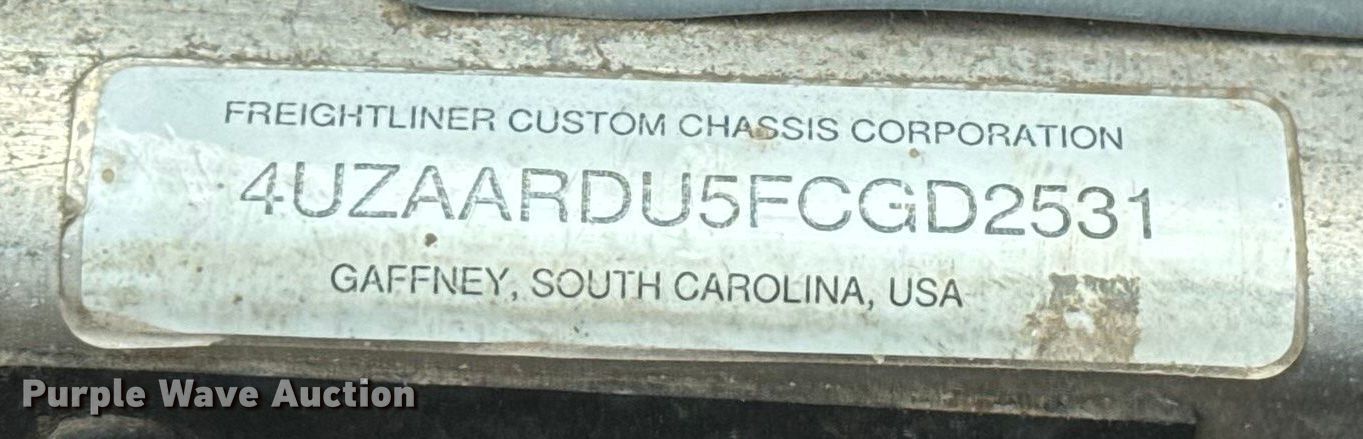 FREIGHTLINER CUSTOM CHASSIS CORPORATION
4UZAARDU5FCGD2531
GAFFNEY, SOUTH CAROLINA, USA
Purple Wave Auction